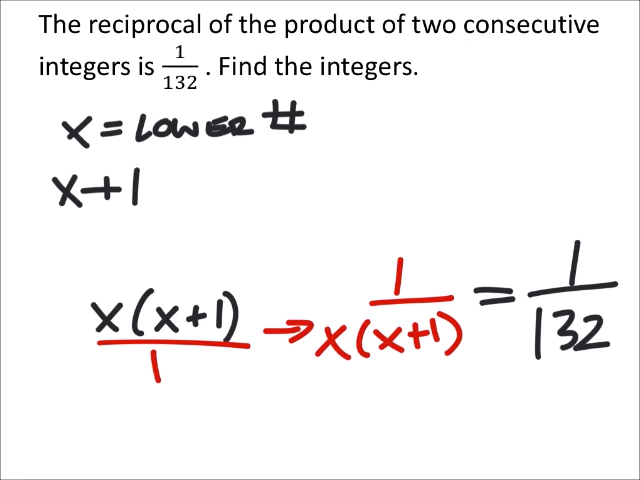 The reciprocal of the product of two consecutive
integers is 1/132 . Find the integers.
x = LOWER #
x+1
x(x+1)/1 → 1/x(x+1) = 1/132